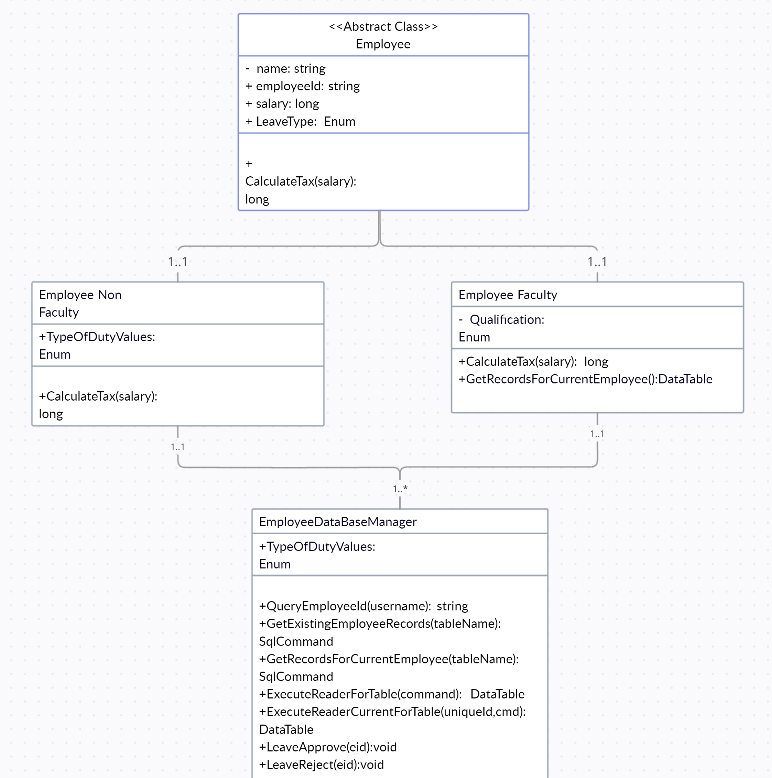 <<Abstract Class>>
Employee
- name: string
+ employeeId: string
+ salary: long
+ LeaveType: Enum
+
CalculateTax(salary):
long
1..1
1..1
Employee Non
Faculty
+TypeOfDutyValues:
Enum
+CalculateTax(salary):
long
Employee Faculty
- Qualification:
Enum
+CalculateTax(salary): long
+GetRecordsForCurrentEmployee():DataTable
1..1
1..1
1..*
EmployeeDataBaseManager
+TypeOfDutyValues:
Enum
+QueryEmployeeId(username): string
+GetExistingEmployeeRecords(tableName):
SqlCommand
+GetRecordsForCurrentEmployee(tableName):
SqlCommand
+ExecuteReaderForTable(command): DataTable
+ExecuteReaderCurrentForTable(uniqueId,cmd):
DataTable
+LeaveApprove(eid):void
+LeaveReject(eid):void